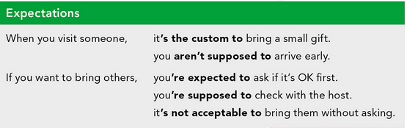 Expectations
When you visit someone, it's the custom to bring a small gift.
you aren't supposed to arrive early.
If you want to bring others, you're expected to ask if it's OK first.
you're supposed to check with the host.
it's not acceptable to bring them without asking.